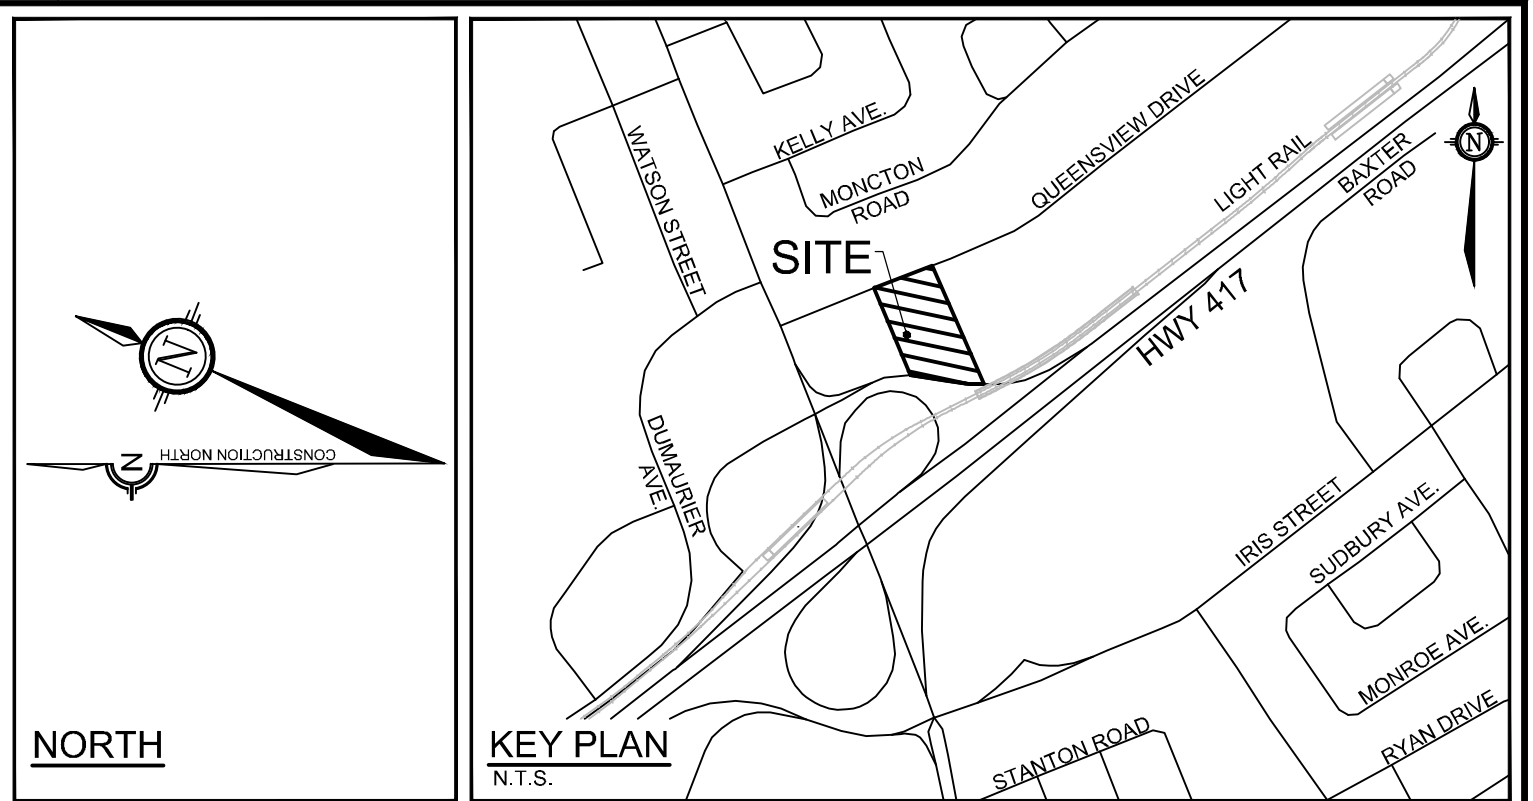 N
CONSTRUCTION NORTH
N
NORTH
WATSON STREET
KELLY AVE.
MONCTON
ROAD
QUEENSVIEW DRIVE
LIGHT RAIL
BAXTER
ROAD
N
SITE
HWY 417
DUMAURIER
AVE.
IRIS STREET
SUDBURY AVE.
MONROE AVE.
RYAN DRIVE
STANTON ROAD
KEY PLAN
N.T.S.